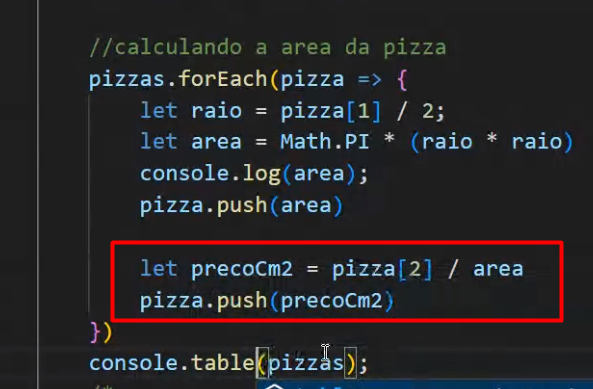 //calculando a area da pizza
pizzas.forEach(pizza => {
let raio = pizza[1] / 2;
let area = Math.PI * (raio * raio)
console.log(area);
pizza.push(area)
let precoCm2 = pizza[2] / area
pizza.push(precoCm2)
})
console.table(pizzas);
/*